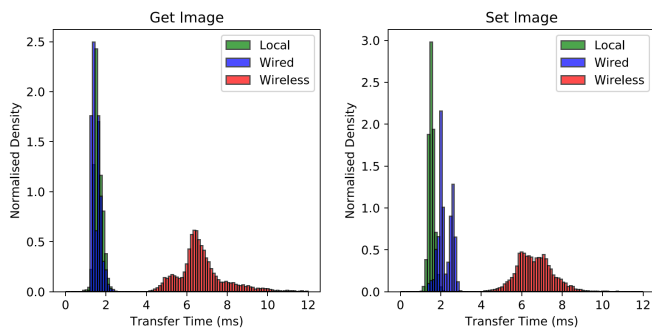 Get Image
Set Image
2.5
2.0
1.5
1.0
0.5
0.0
Normalised Density
Local
Wired
Wireless
0 2 4 6 8 10 12
Transfer Time (ms)
3.0
2.5
2.0
1.5
1.0
0.5
0.0
Normalised Density
Local
Wired
Wireless
0 2 4 6 8 10 12
Transfer Time (ms)